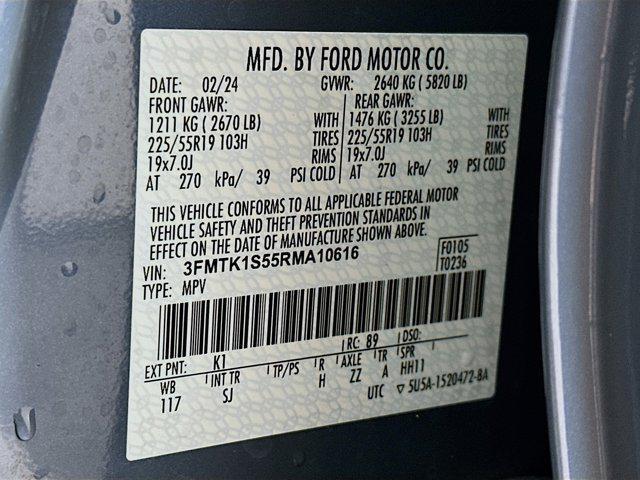 MFD. BY FORD MOTOR CO.
DATE: 02/24 GVWR: 2640 KG ( 5820 LB)
FRONT GAWR: REAR GAWR:
1211 KG ( 2670 LB) WITH 1476 KG ( 3255 LB) WITH
225/55R19 103H TIRES 225/55R19 103H TIRES
19x7.0J RIMS 19x7.0J RIMS
AT 270 kPa/ 39 PSI COLD AT 270 kPa/ 39 PSI COLD
THIS VEHICLE CONFORMS TO ALL APPLICABLE FEDERAL MOTOR
VEHICLE SAFETY AND THEFT PREVENTION STANDARDS IN
EFFECT ON THE DATE OF MANUFACTURE SHOWN ABOVE.
VIN: 3FMTK1S55RMA10616 F0105
TYPE: MPV T0236
EXT PNT: K1 RC: 89 DSO:
WB INT TR TP/PS R AXLE TR SPR
117 SJ H ZZ A HH11
UTC ▽ 5U5A-1520472-BA